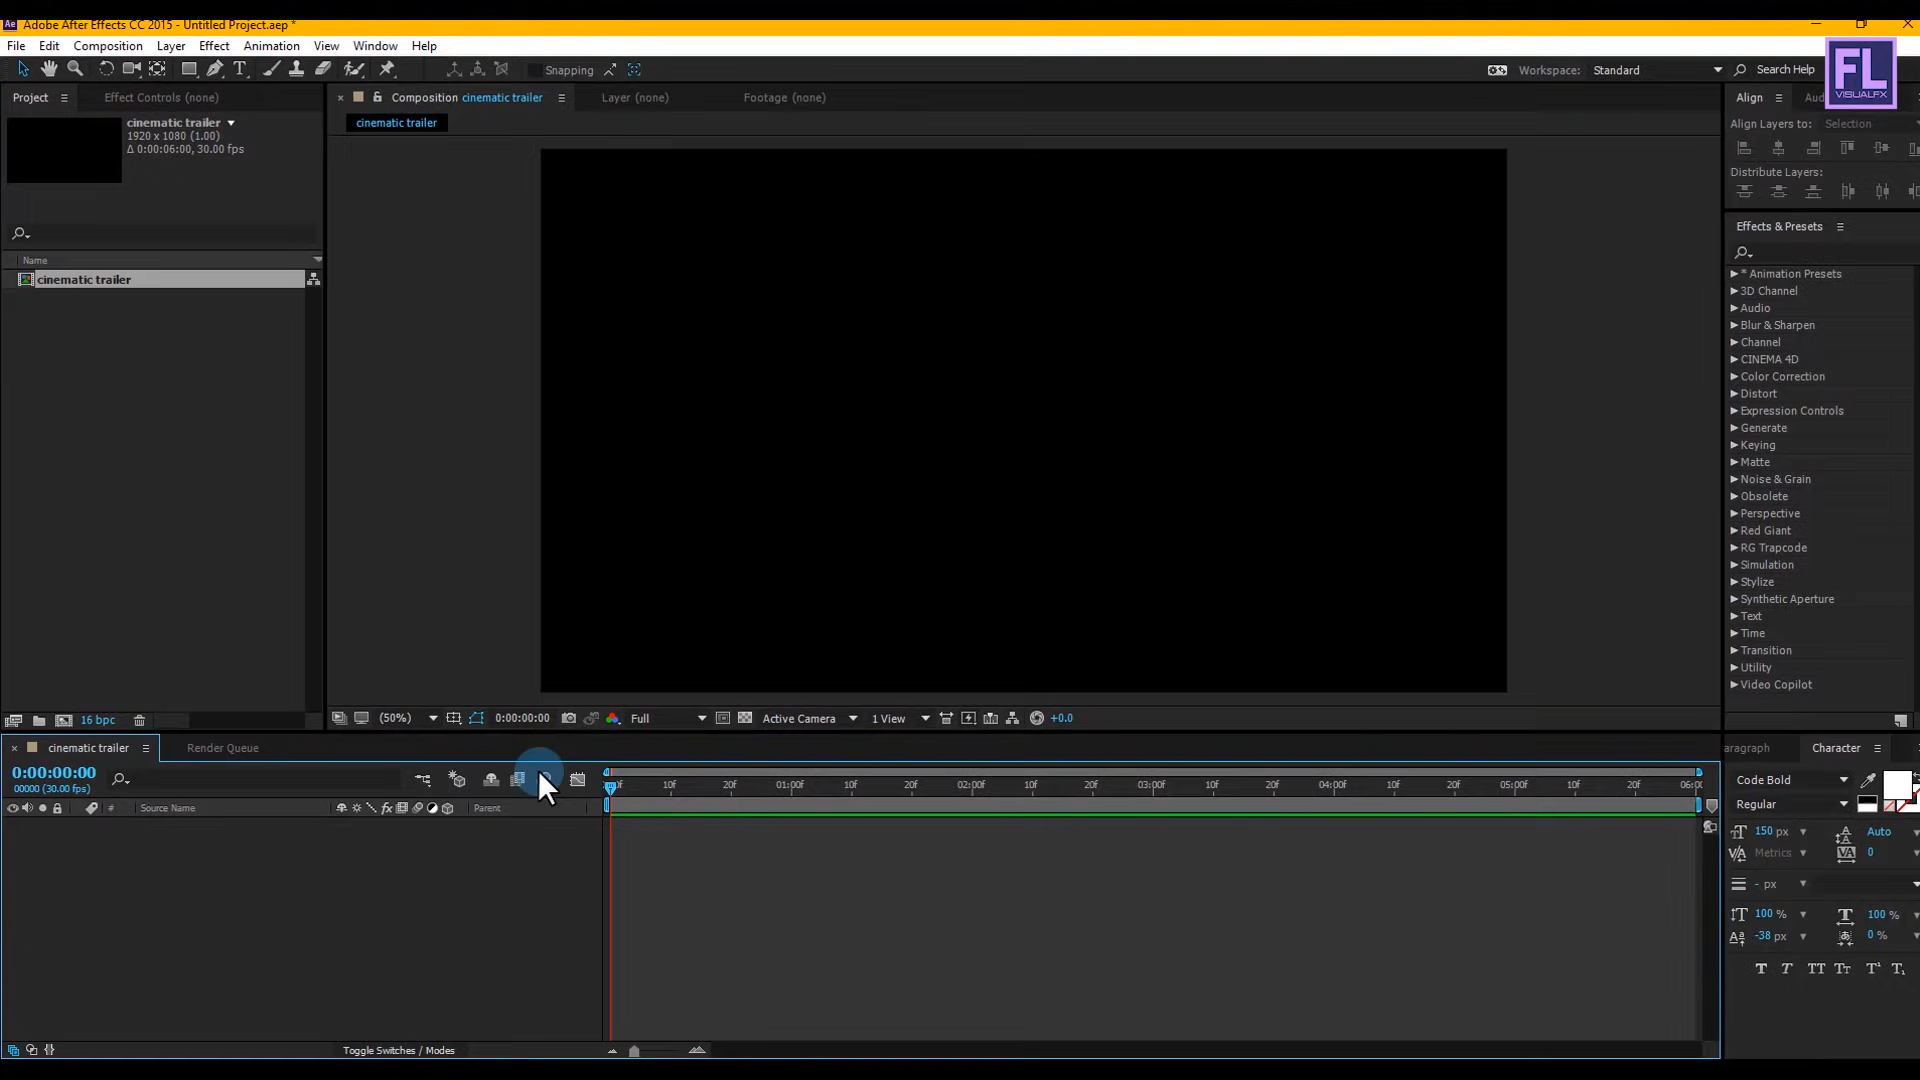 Ae Adobe After Effects CC 2015 - Untitled Project.aep *
File Edit Composition Layer Effect Animation View Window Help
Snapping Workspace: Standard Search Help
FL
VISUALFX
Project Effect Controls (none) Composition cinematic trailer Layer (none) Footage (none) Align
cinematic trailer
1920 x 1080 (1.00)
Δ 0:00:06:00, 30.00 fps
cinematic trailer
Align Layers to: Selection
Distribute Layers:
Effects & Presets
Name
cinematic trailer
* Animation Presets
3D Channel
Audio
Blur & Sharpen
Channel
CINEMA 4D
Color Correction
Distort
Expression Controls
Generate
Keying
Matte
Noise & Grain
Obsolete
Perspective
Red Giant
RG Trapcode
Simulation
Stylize
Synthetic Aperture
Text
Time
Transition
Utility
Video Copilot
16 bpc (50%) 0:00:00:00 Full Active Camera 1 View +0.0
cinematic trailer Render Queue
0:00:00:00
00000 (30.00 fps)
10f 20f 01:00f 10f 20f 02:00f 10f 20f 03:00f 10f 20f 04:00f 10f 20f 05:00f 10f 20f 06:00
# Source Name fx Parent
aragraph Character
Code Bold
Regular
150 px Auto
Metrics 0
- px
100 % 100 %
-38 px 0 %
T T TT Tt T¹ T₁
Toggle Switches / Modes